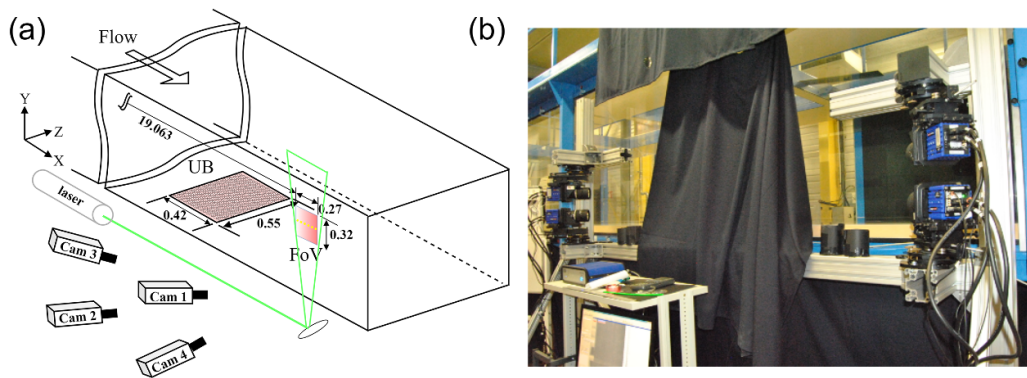 (a)
Flow
Y
Z
X
19.063
UB
laser
0.42
0.55
0.27
0.32
FoV
Cam 3
Cam 1
Cam 2
Cam 4
(b)